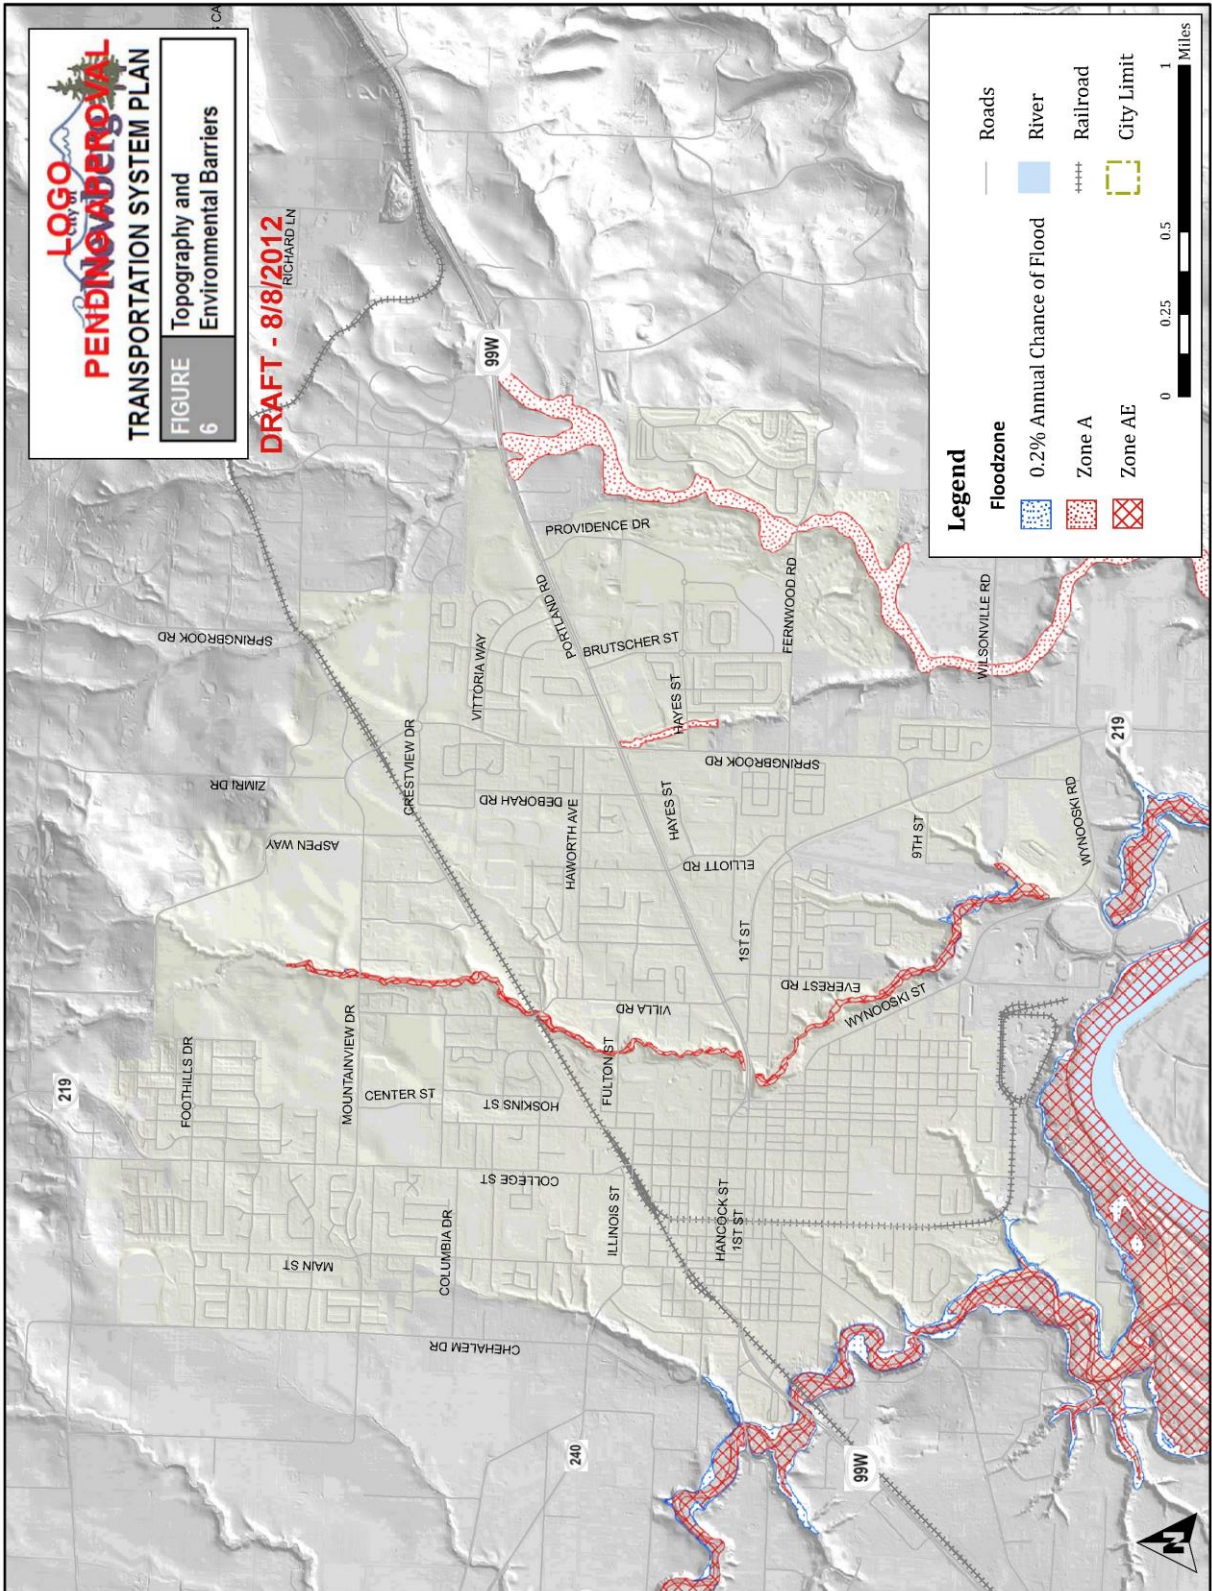 LOGO
PENDING APPROVAL
City of
Newberg
TRANSPORTATION SYSTEM PLAN
FIGURE
6
Topography and
Environmental Barriers
DRAFT - 8/8/2012
RICHARD LN
99W
SPRINGBROOK RD
ZIMRI DR
ASPEN WAY
CRESTVIEW DR
VITTORIA WAY
PORTLAND RD
PROVIDENCE DR
BRUTSCHER ST
HAYES ST
FERNWOOD RD
WILSONVILLE RD
DEBORAH RD
HAWORTH AVE
HAYES ST
SPRINGBROOK RD
ELLIOTT RD
9TH ST
219
WYNOOSKI RD
1ST ST
EVEREST RD
WYNOOSKI ST
VILLA RD
FULTON ST
219
FOOTHILLS DR
MOUNTAINVIEW DR
CENTER ST
HOSKINS ST
COLLEGE ST
ILLINOIS ST
HANCOCK ST
1ST ST
MAIN ST
COLUMBIA DR
CHEHALEM DR
240
99W
N
Legend
Floodzone
0.2% Annual Chance of Flood
Zone A
Zone AE
Roads
River
Railroad
City Limit
0 0.25 0.5 1
Miles